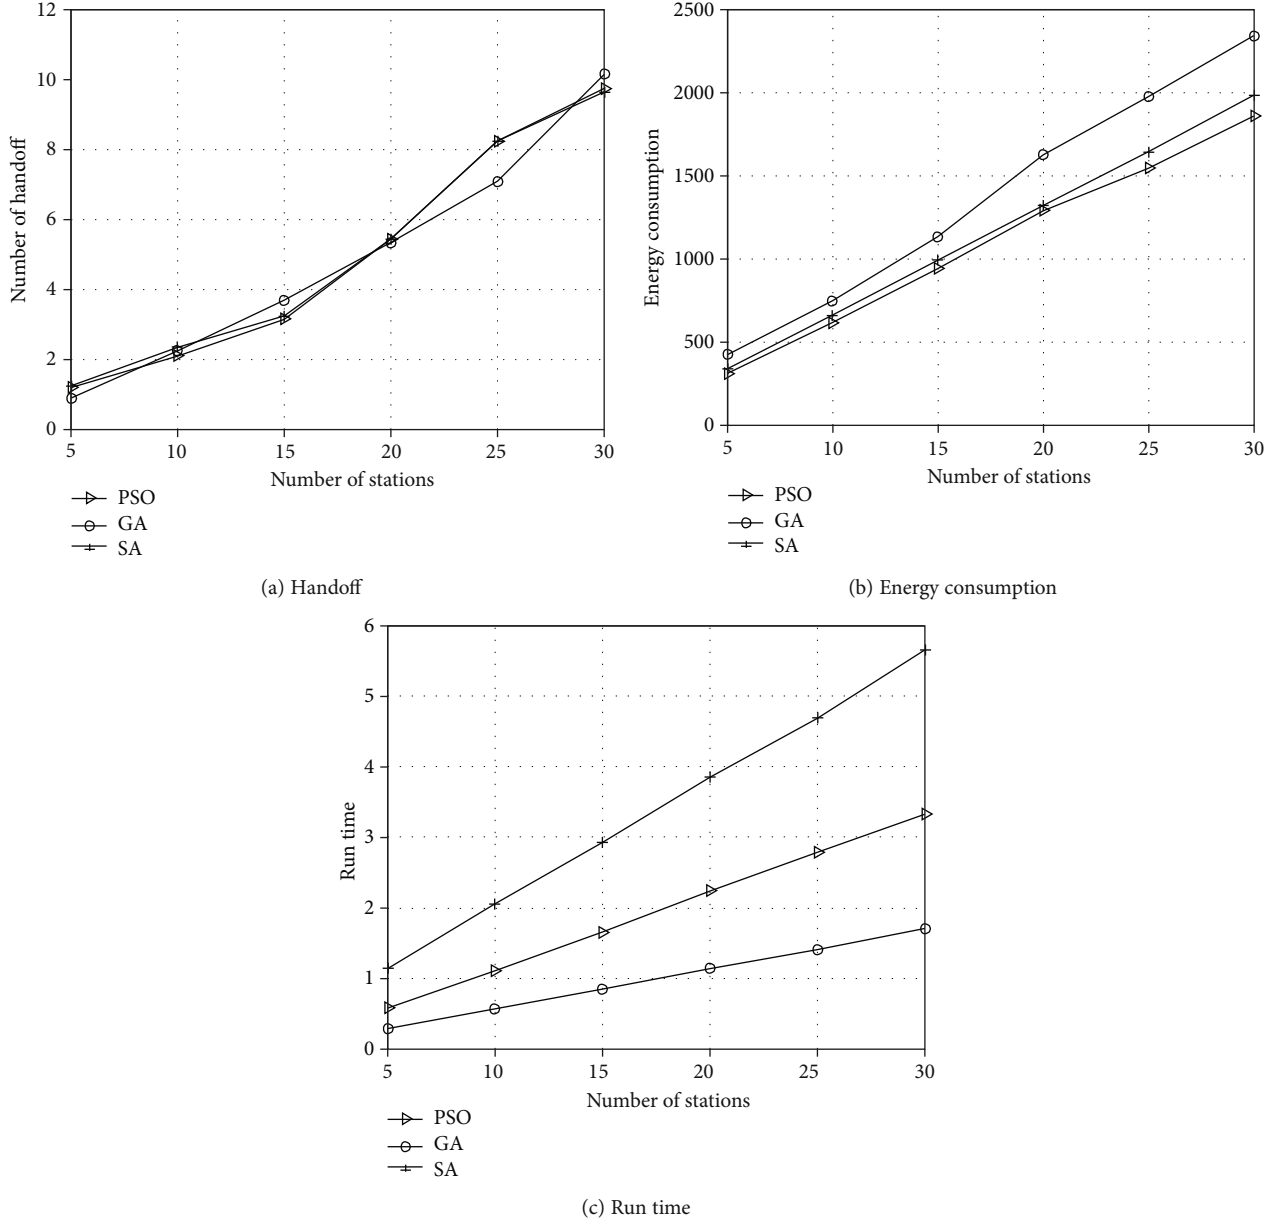 12
10
8
6
4
2
0
Number of handoff
5 10 15 20 25 30
Number of stations
PSO
GA
SA
(a) Handoff
2500
2000
1500
1000
500
0
Energy consumption
5 10 15 20 25 30
Number of stations
PSO
GA
SA
(b) Energy consumption
6
5
4
3
2
1
0
Run time
5 10 15 20 25 30
Number of stations
PSO
GA
SA
(c) Run time